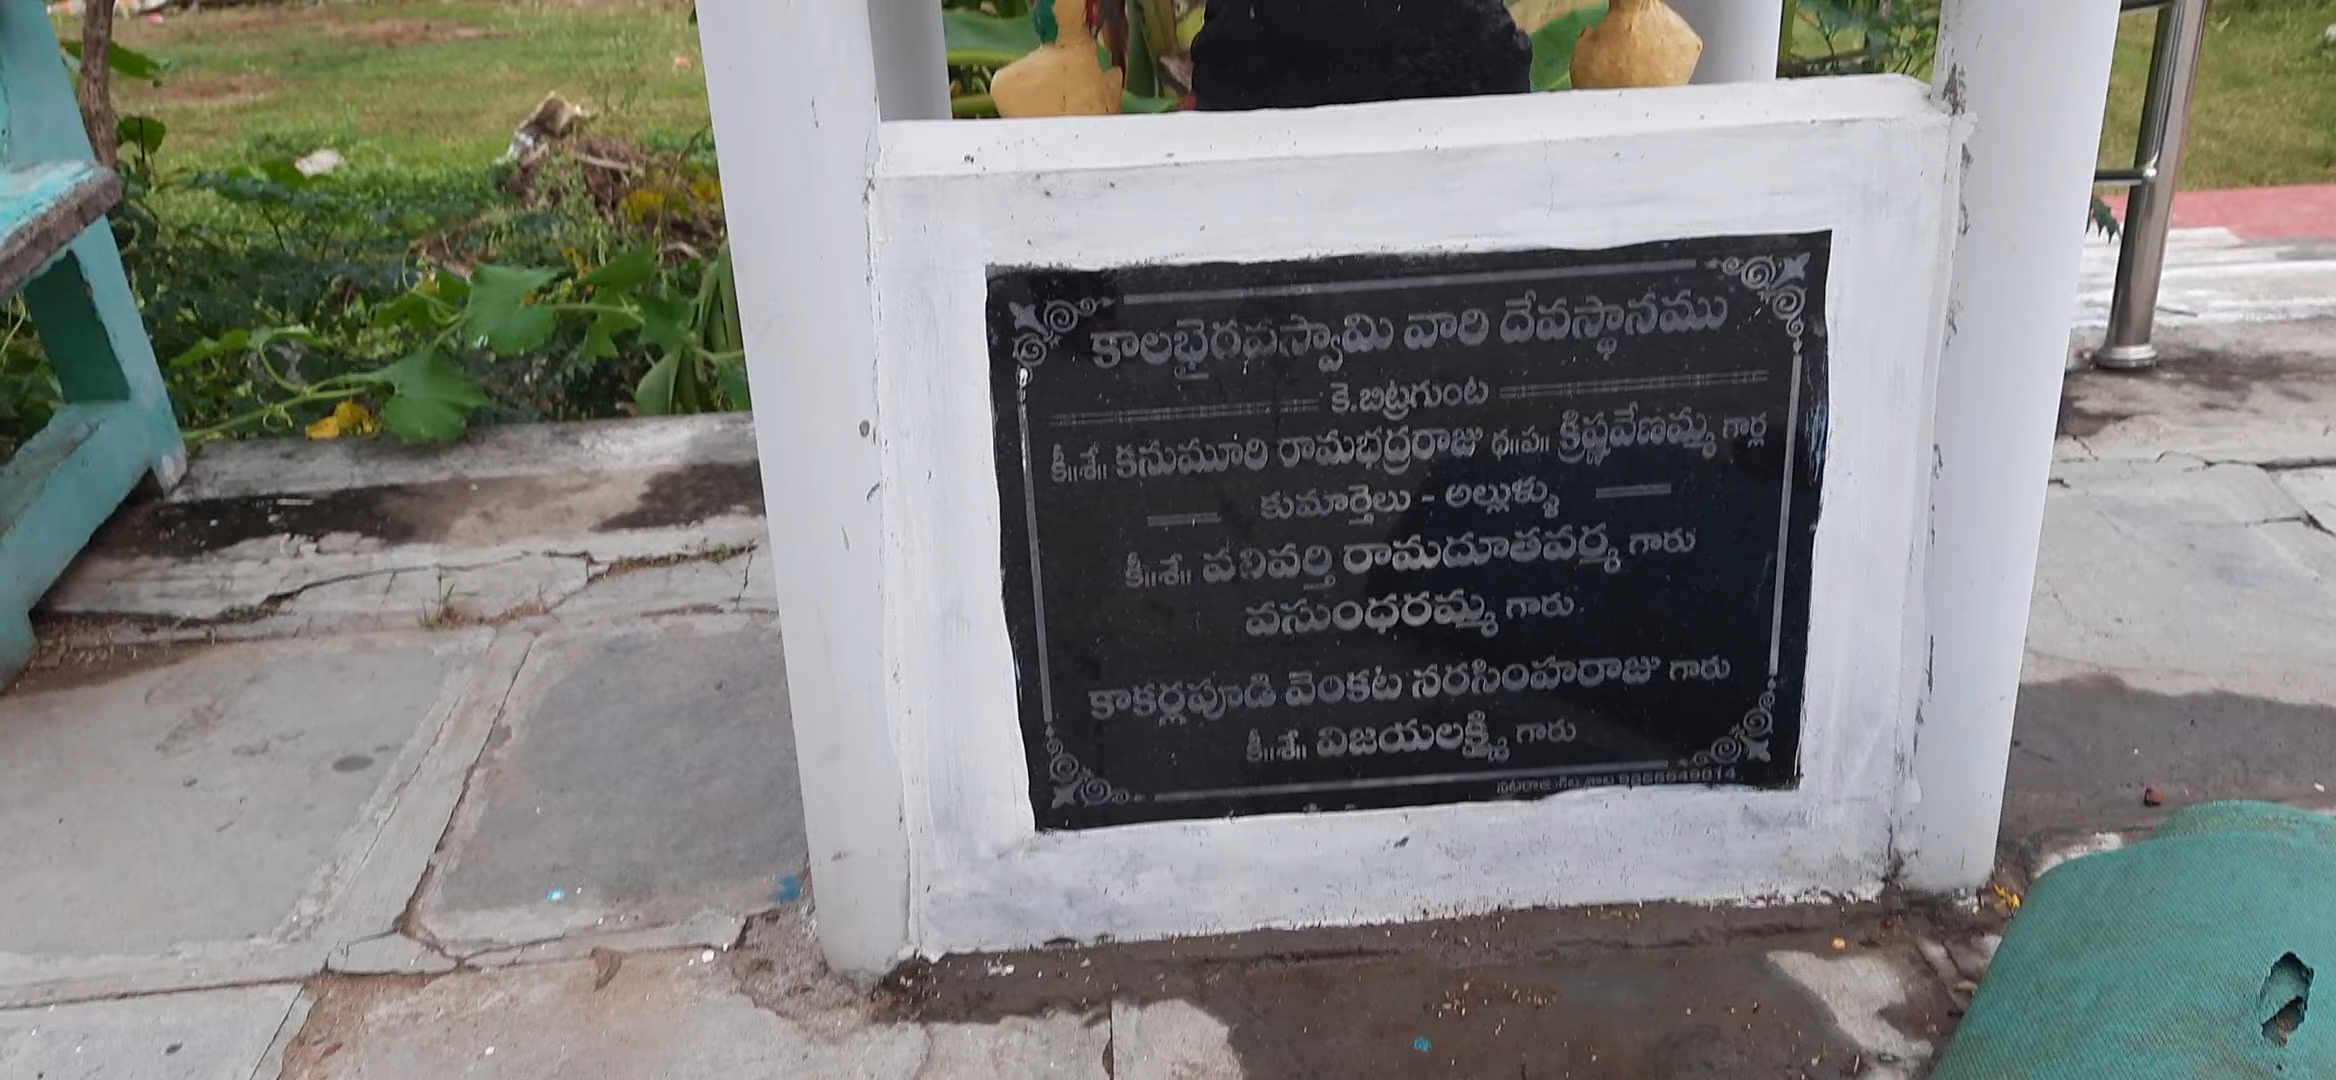 కాలభైరవస్వామి వారి దేవస్థానము
కె.బిట్రగుంట
కీ॥శే॥ కనుమూరి రామభద్రరాజు ధ॥ప॥ క్రిష్ణవేణమ్మ గార్ల
కుమార్తెలు - అల్లుళ్ళు
కీ॥శే॥ వనివర్తి రామదూతవర్మ గారు
వసుంధరమ్మ గారు
కాకర్లపూడి వెంకట నరసింహరాజు గారు
కీ॥శే॥ విజయలక్ష్మి గారు